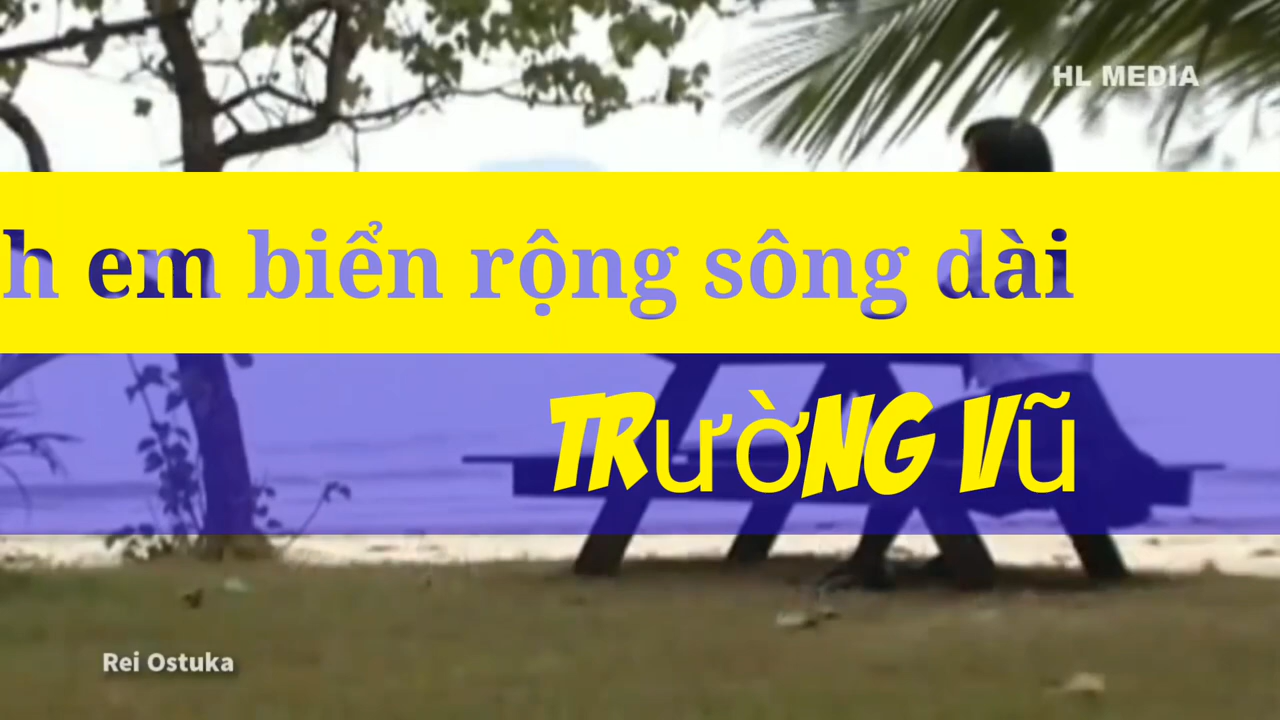 HL MEDIA
h em biển rộng sông dài
TRường Vũ
Rei Ostuka